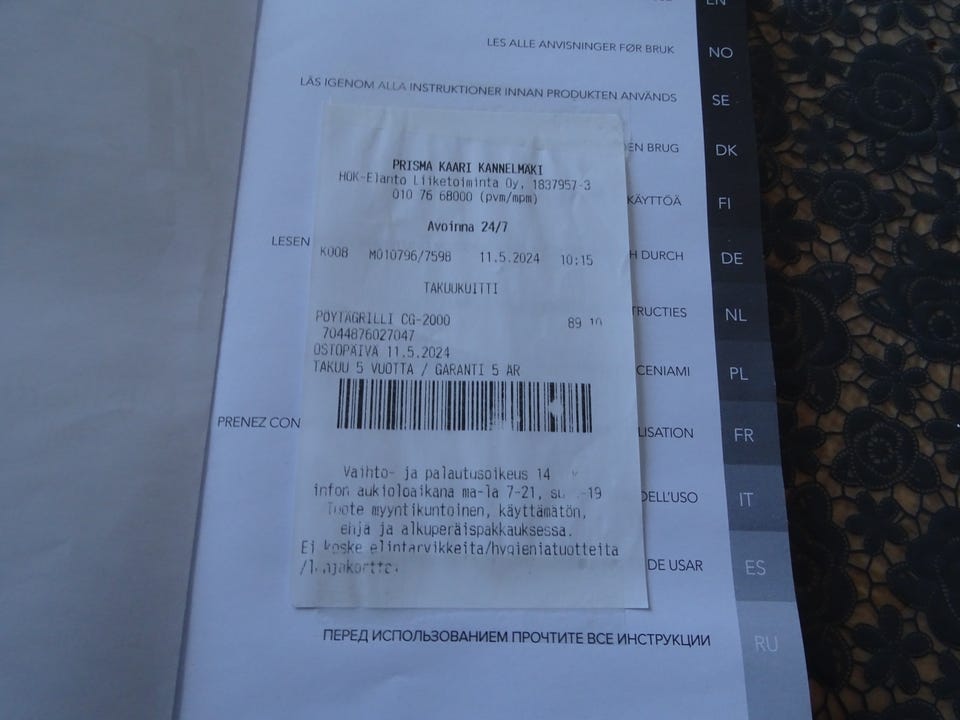 EN
LES ALLE ANVISNINGER FØR BRUK
NO
LÄS IGENOM ALLA INSTRUKTIONER INNAN PRODUKTEN ANVÄNDS
SE
DEN BRUG
DK
KÄYTTÖÄ
FI
LESEN
H DURCH
DE
TRUCTIES
NL
CENIAMI
PL
PRENEZ CON
LISATION
FR
DELL'USO
IT
DE USAR
ES
ПЕРЕД ИСПОЛЬЗОВАНИЕМ ПРОЧТИТЕ ВСЕ ИНСТРУКЦИИ
RU
PRISMA KAARI KANNELMÄKI
HOK-Elanto Liiketoiminta Oy, 1837957-3
010 76 68000 (pvm/mpm)
Avoinna 24/7
K008 M010796/7598 11.5.2024 10:15
TAKUUKUITTI
PÖYTÄGRILLI CG-2000 89
7044876027047
OSTOPÄIVÄ 11.5.2024
TAKUU 5 VUOTTA / GARANTI 5 ÅR
Vaihto- ja palautusoikeus 14
infon aukioloaikana ma-la 7-21, su -19
Tuote myyntikuntoinen, käyttämätön,
ehjä ja alkuperäispakkauksessa.
Ei koske elintarvikkeita/hygieniatuotteita